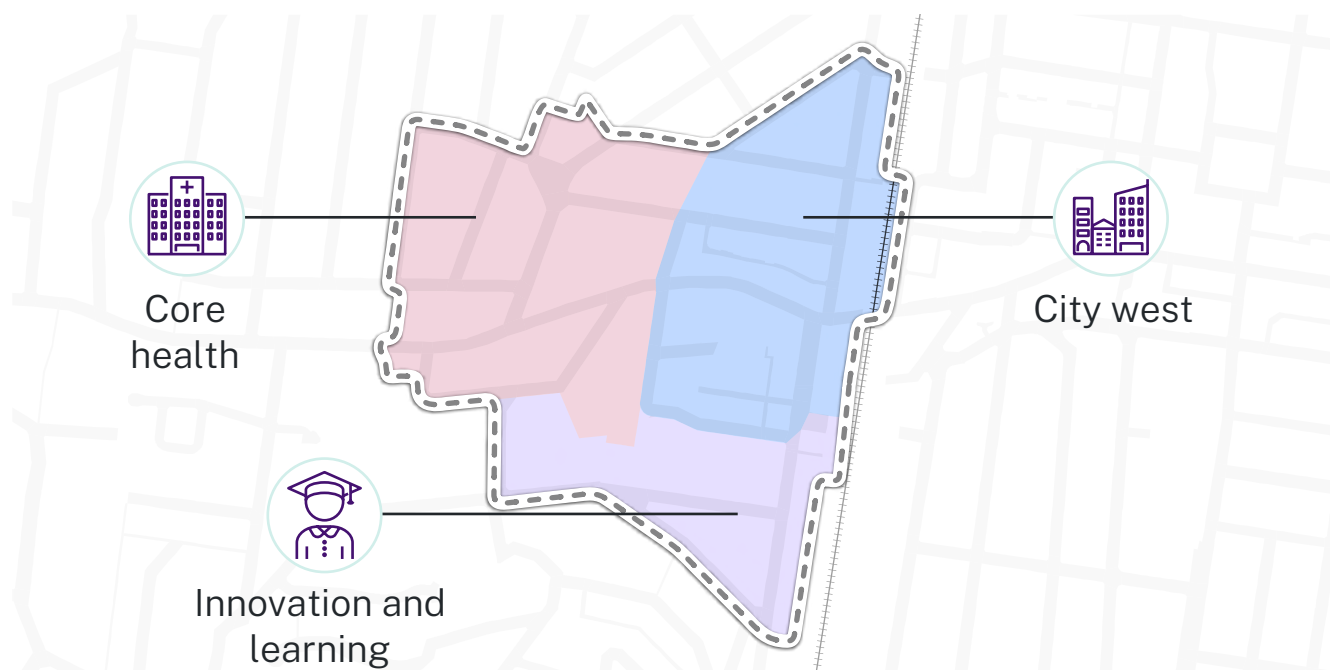 Core
health
City west
Innovation and
learning